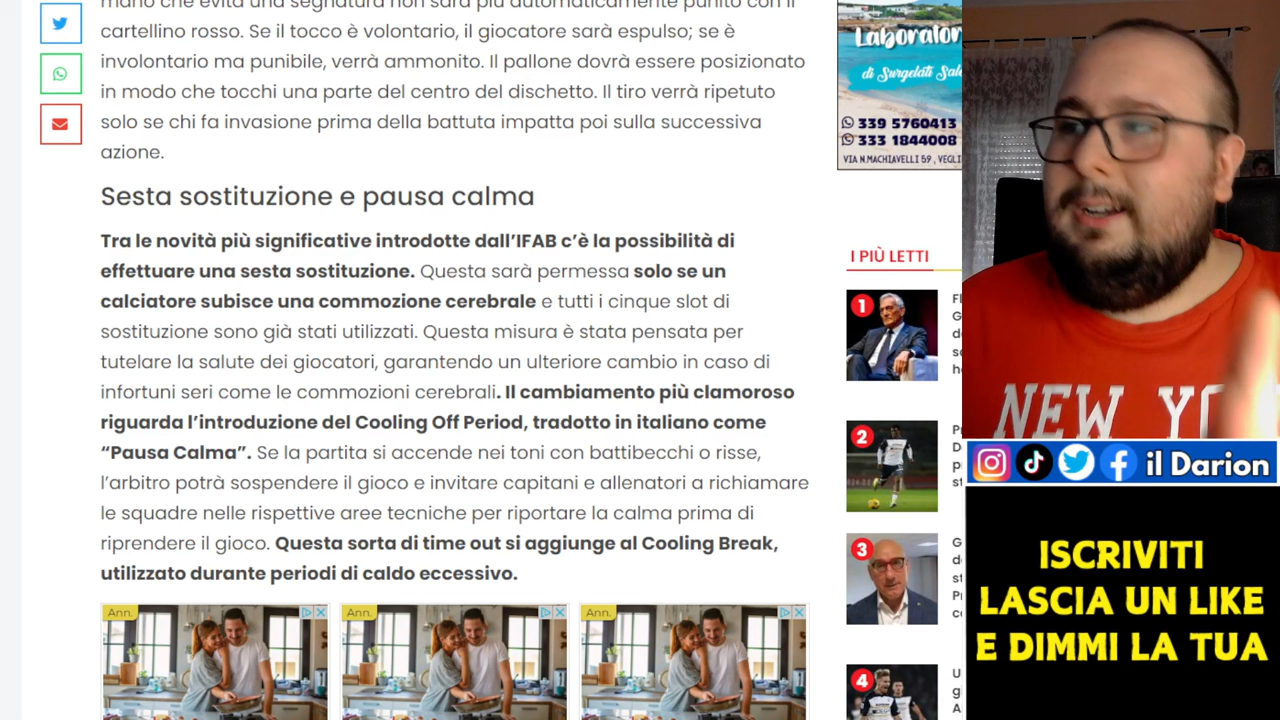 mano che evita una segnatura non sarà più automaticamente punito con il
cartellino rosso. Se il tocco è volontario, il giocatore sarà espulso; se è
involontario ma punibile, verrà ammonito. Il pallone dovrà essere posizionato
in modo che tocchi una parte del centro del dischetto. Il tiro verrà ripetuto
solo se chi fa invasione prima della battuta impatta poi sulla successiva
azione.
Sesta sostituzione e pausa calma
Tra le novità più significative introdotte dall’IFAB c’è la possibilità di
effettuare una sesta sostituzione. Questa sarà permessa solo se un
calciatore subisce una commozione cerebrale e tutti i cinque slot di
sostituzione sono già stati utilizzati. Questa misura è stata pensata per
tutelare la salute dei giocatori, garantendo un ulteriore cambio in caso di
infortuni seri come le commozioni cerebrali. Il cambiamento più clamoroso
riguarda l’introduzione del Cooling Off Period, tradotto in italiano come
“Pausa Calma”. Se la partita si accende nei toni con battibecchi o risse,
l’arbitro potrà sospendere il gioco e invitare capitani e allenatori a richiamare
le squadre nelle rispettive aree tecniche per riportare la calma prima di
riprendere il gioco. Questa sorta di time out si aggiunge al Cooling Break,
utilizzato durante periodi di caldo eccessivo.
Ann.
Ann.
Ann.
di Surgelati
339 5760413
333 1844008
VIA N.MACHIAVELLI 59 , VEGLI
I PIÙ LETTI
1
2
3
4
NEW YO
il Darion
ISCRIVITI
LASCIA UN LIKE
E DIMMI LA TUA